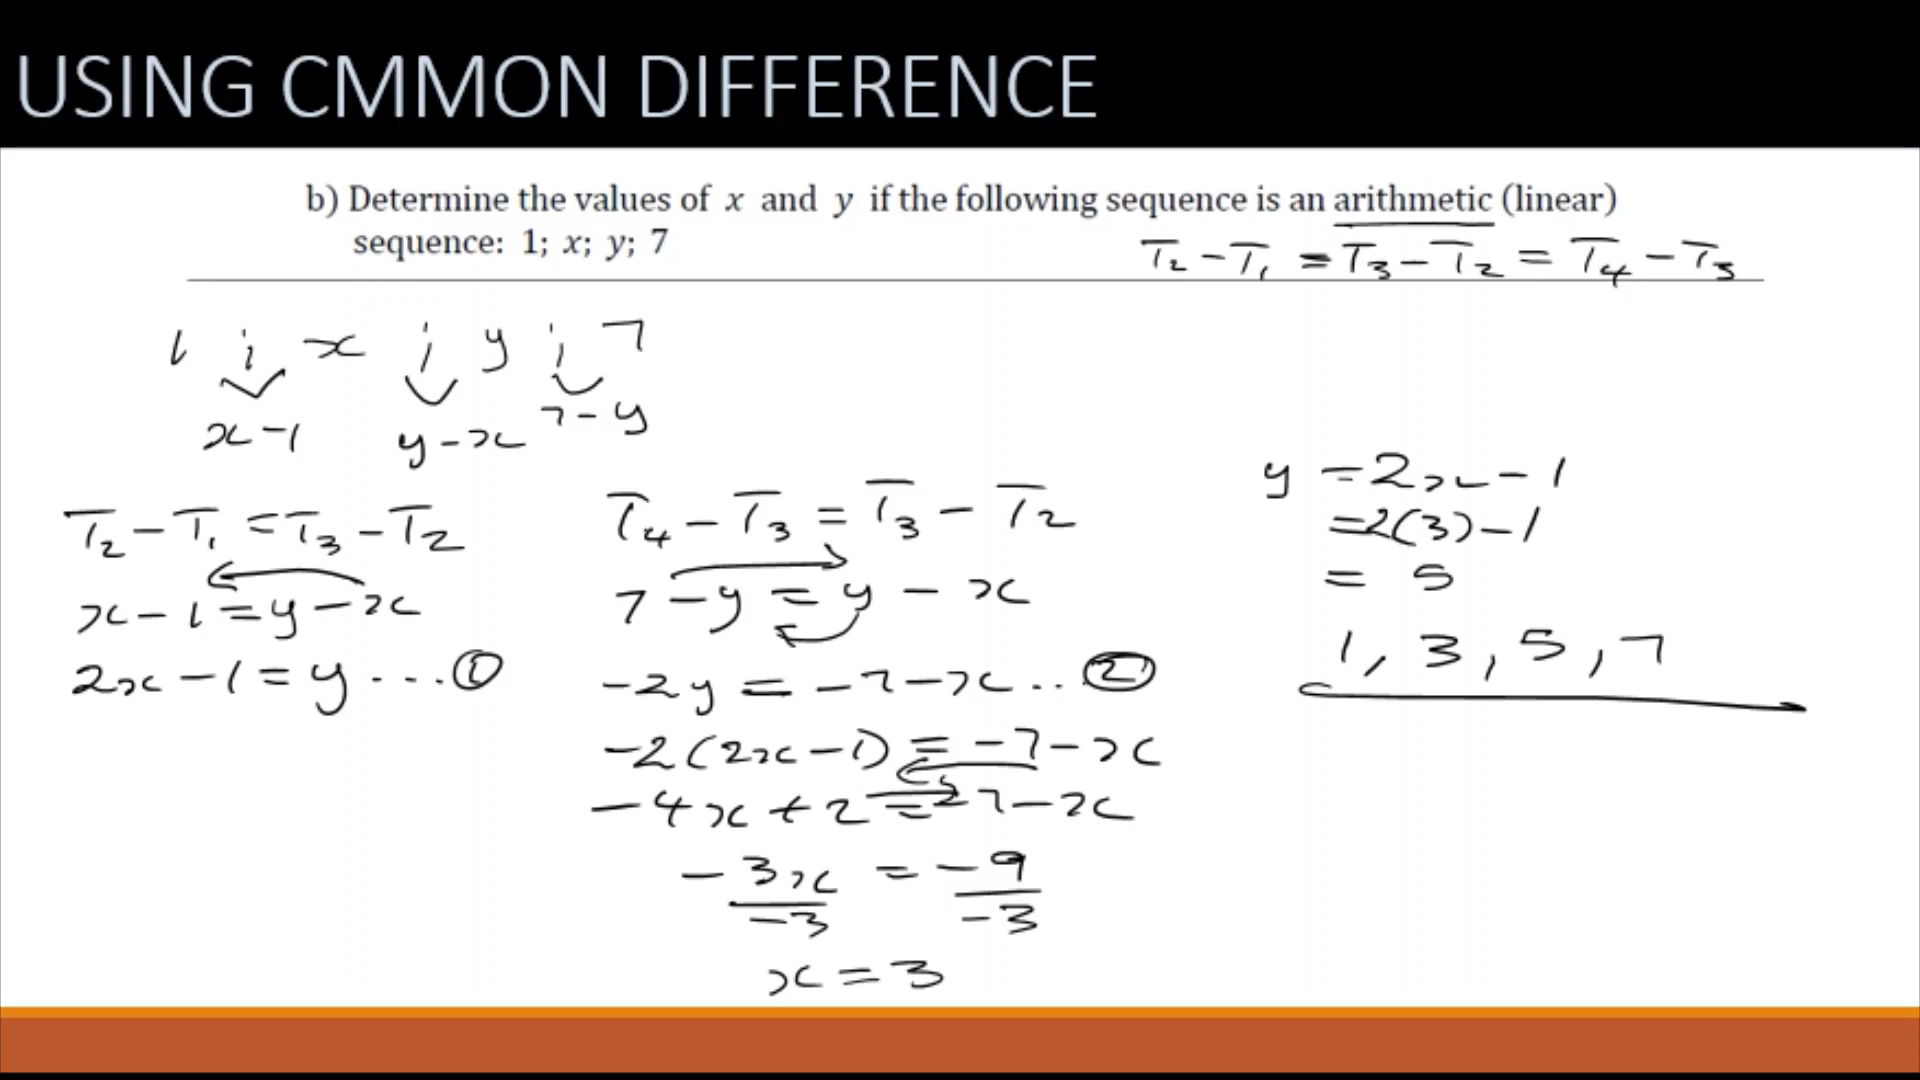 USING CMMON DIFFERENCE
b) Determine the values of x and y if the following sequence is an arithmetic (linear)
sequence: 1; x; y; 7
T₂ - T₁ = T₃ - T₂ = T₄ - T₃
1 ; x ; y ; 7
x - 1 y - x 7 - y
T₂ - T₁ = T₃ - T₂
x - 1 = y - x
2x - 1 = y ... ①
T₄ - T₃ = T₃ - T₂
7 - y = y - x
-2y = -7 - x .. ②
-2(2x - 1) = -7 - x
-4x + 2 = -7 - x
-3x = -9
-3 -3
x = 3
y = 2x - 1
= 2(3) - 1
= 5
1, 3, 5, 7